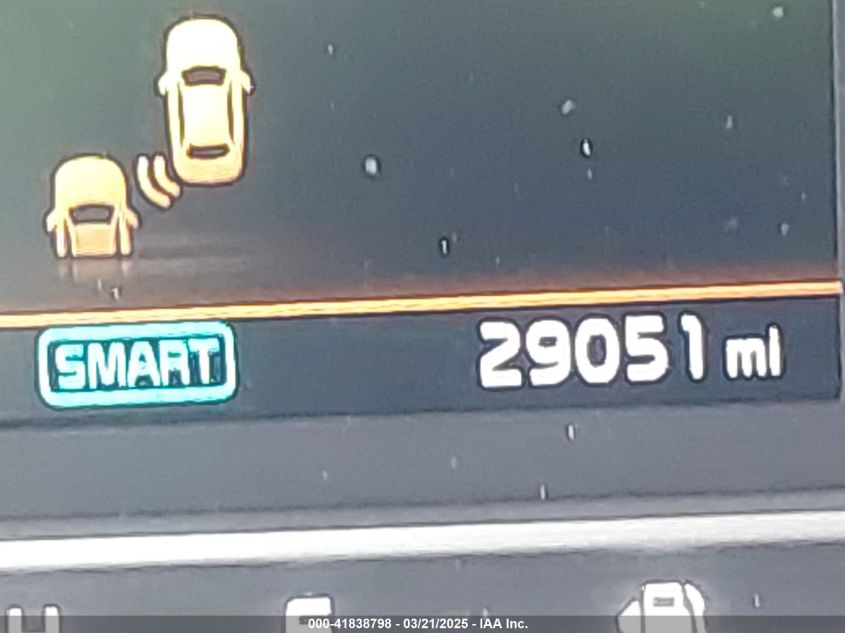 SMART
29051 mi
H
000-41838798 - 03/21/2025 - IAA Inc.